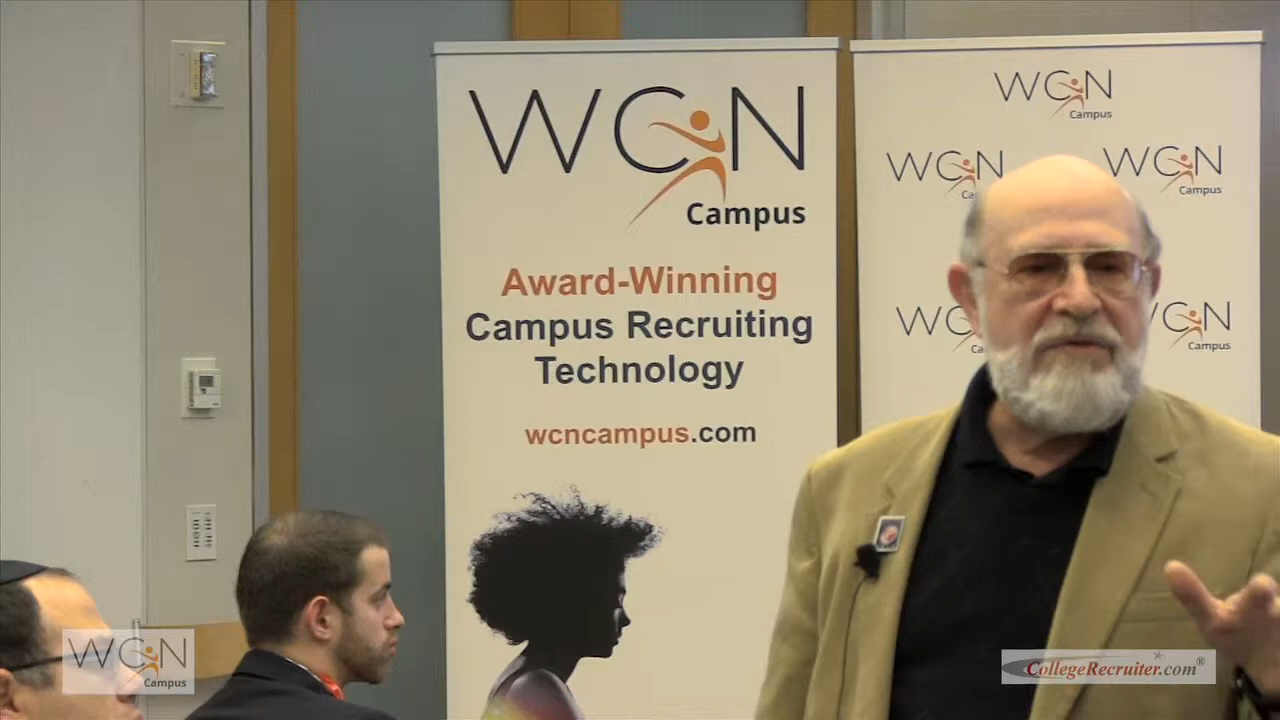 WCN
Campus
Award-Winning
Campus Recruiting
Technology
wcncampus.com
WCN
Campus
WCN
WCN
Campus
WCN
Campus
WCN
Campus
CollegeRecruiter.com®